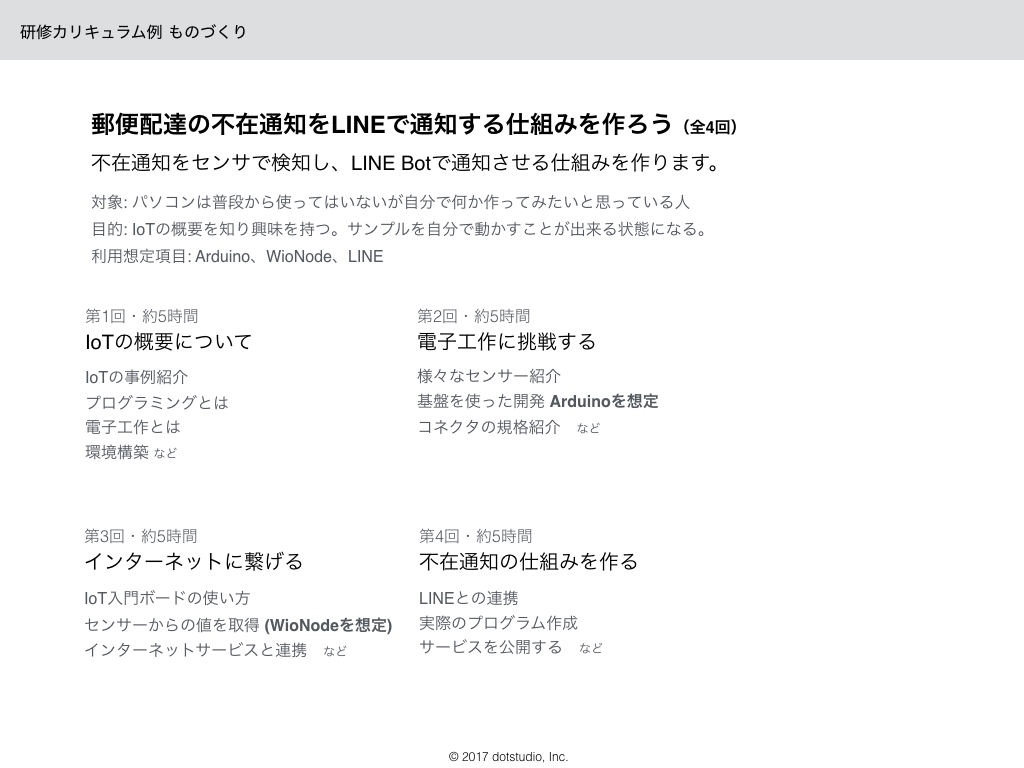 研修カリキュラム例 ものづくり
郵便配達の不在通知をLINEで通知する仕組みを作ろう（全4回）
不在通知をセンサで検知し、LINE Botで通知させる仕組みを作ります。
対象: パソコンは普段から使ってはいないが自分で何か作ってみたいと思っている人
目的: IoTの概要を知り興味を持つ。サンプルを自分で動かすことが出来る状態になる。
利用想定項目: Arduino、WioNode、LINE
第1回・約5時間
IoTの概要について
IoTの事例紹介
プログラミングとは
電子工作とは
環境構築 など
第2回・約5時間
電子工作に挑戦する
様々なセンサー紹介
基盤を使った開発 Arduinoを想定
コネクタの規格紹介　など
第3回・約5時間
インターネットに繋げる
IoT入門ボードの使い方
センサーからの値を取得 (WioNodeを想定)
インターネットサービスと連携　など
第4回・約5時間
不在通知の仕組みを作る
LINEとの連携
実際のプログラム作成
サービスを公開する　など
© 2017 dotstudio, Inc.